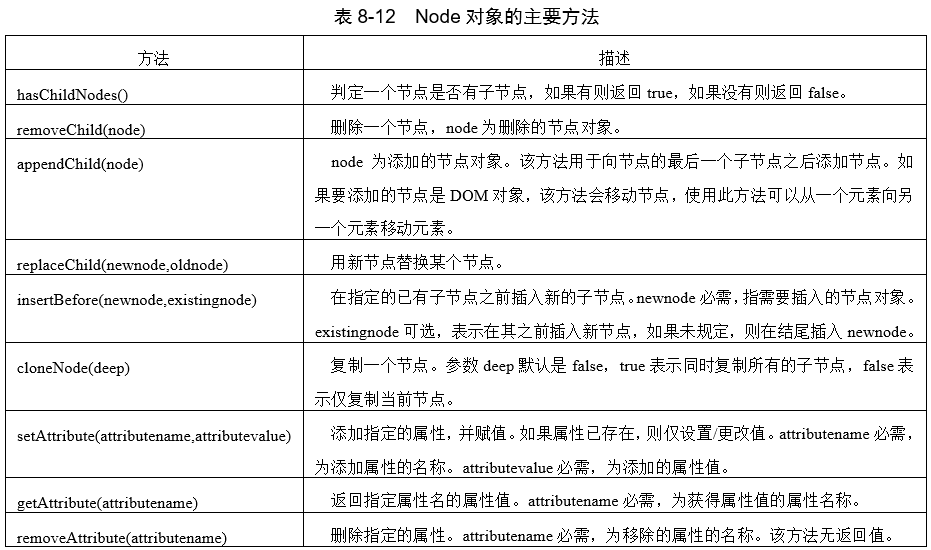 表 8-12 Node 对象的主要方法
方法 描述
hasChildNodes() 判定一个节点是否有子节点，如果有则返回 true，如果没有则返回 false。
removeChild(node) 删除一个节点，node 为删除的节点对象。
appendChild(node) node 为添加的节点对象。该方法用于向节点的最后一个子节点之后添加节点。如
果要添加的节点是 DOM 对象，该方法会移动节点，使用此方法可以从一个元素向另
一个元素移动元素。
replaceChild(newnode,oldnode) 用新节点替换某个节点。
insertBefore(newnode,existingnode) 在指定的已有子节点之前插入新的子节点。newnode 必需，指需要插入的节点对象。
existingnode 可选，表示在其之前插入新节点，如果未规定，则在结尾插入 newnode。
cloneNode(deep) 复制一个节点。参数 deep 默认是 false，true 表示同时复制所有的子节点，false 表
示仅复制当前节点。
setAttribute(attributename,attributevalue) 添加指定的属性，并赋值。如果属性已存在，则仅设置/更改值。attributename 必需，
为添加属性的名称。attributevalue 必需，为添加的属性值。
getAttribute(attributename) 返回指定属性名的属性值。attributename 必需，为获得属性值的属性名称。
removeAttribute(attributename) 删除指定的属性。attributename 必需，为移除的属性的名称。该方法无返回值。